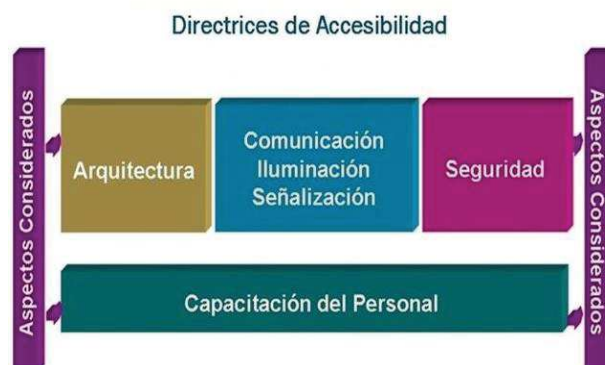 Directrices de Accesibilidad
Aspectos Considerados
Arquitectura
Comunicación
Iluminación
Señalización
Seguridad
Aspectos Considerados
Capacitación del Personal